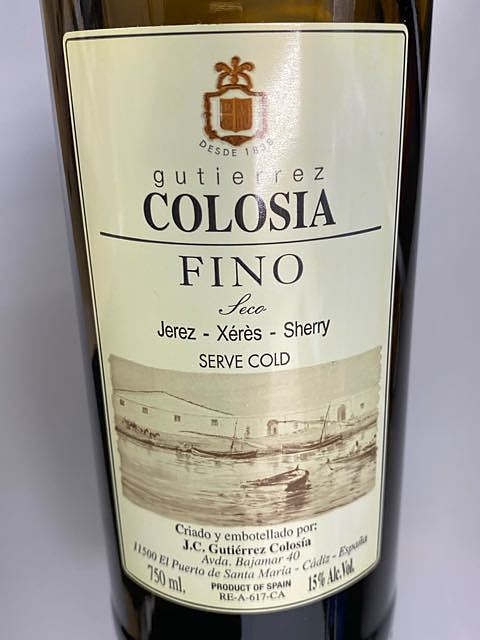 DESDE 1838
gutierrez
COLOSIA
FINO
Seco
Jerez - Xérès - Sherry
SERVE COLD
Criado y embotellado por:
J.C. Gutiérrez Colosía
Avda. Bajamar 40
11500 El Puerto de Santa María - Cádiz - España
750 ml. PRODUCT OF SPAIN 15% Alc.Vol.
RE-A-617-CA